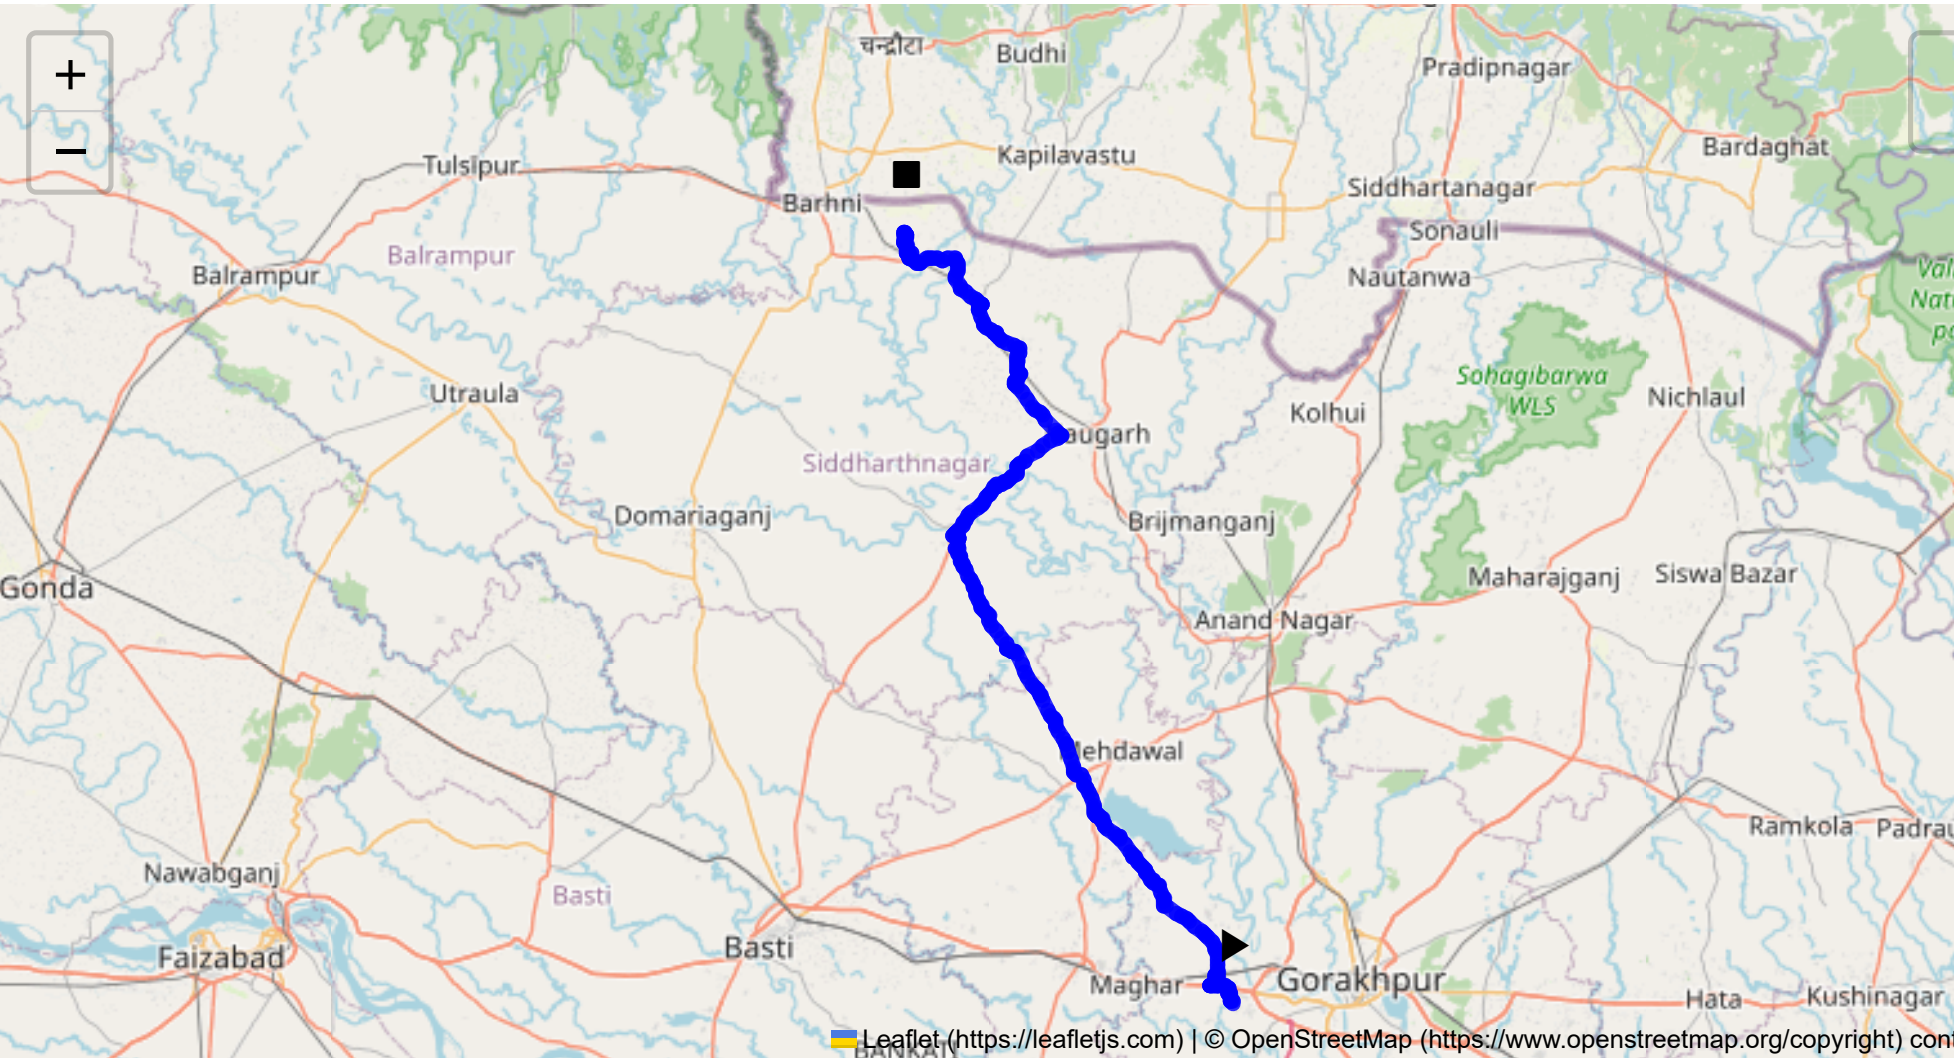 +
−
चन्द्रौटा
Budhi
Pradipnagar
Bardaghat
Tulsipur
Kapilavastu
Siddhartanagar
Barhni
Sonauli
Balrampur
Balrampur
Nautanwa
Utraula
Sohagibarwa
WLS
Nichlaul
Kolhui
augarh
Siddharthnagar
Domariaganj
Brijmanganj
Gonda
Maharajganj
Siswa Bazar
Anand Nagar
Mehdawal
Ramkola
Padrau
Nawabganj
Basti
Faizabad
Basti
Maghar
Gorakhpur
Hata
Kushinagar
Leaflet (https://leafletjs.com) | © OpenStreetMap (https://www.openstreetmap.org/copyright) con